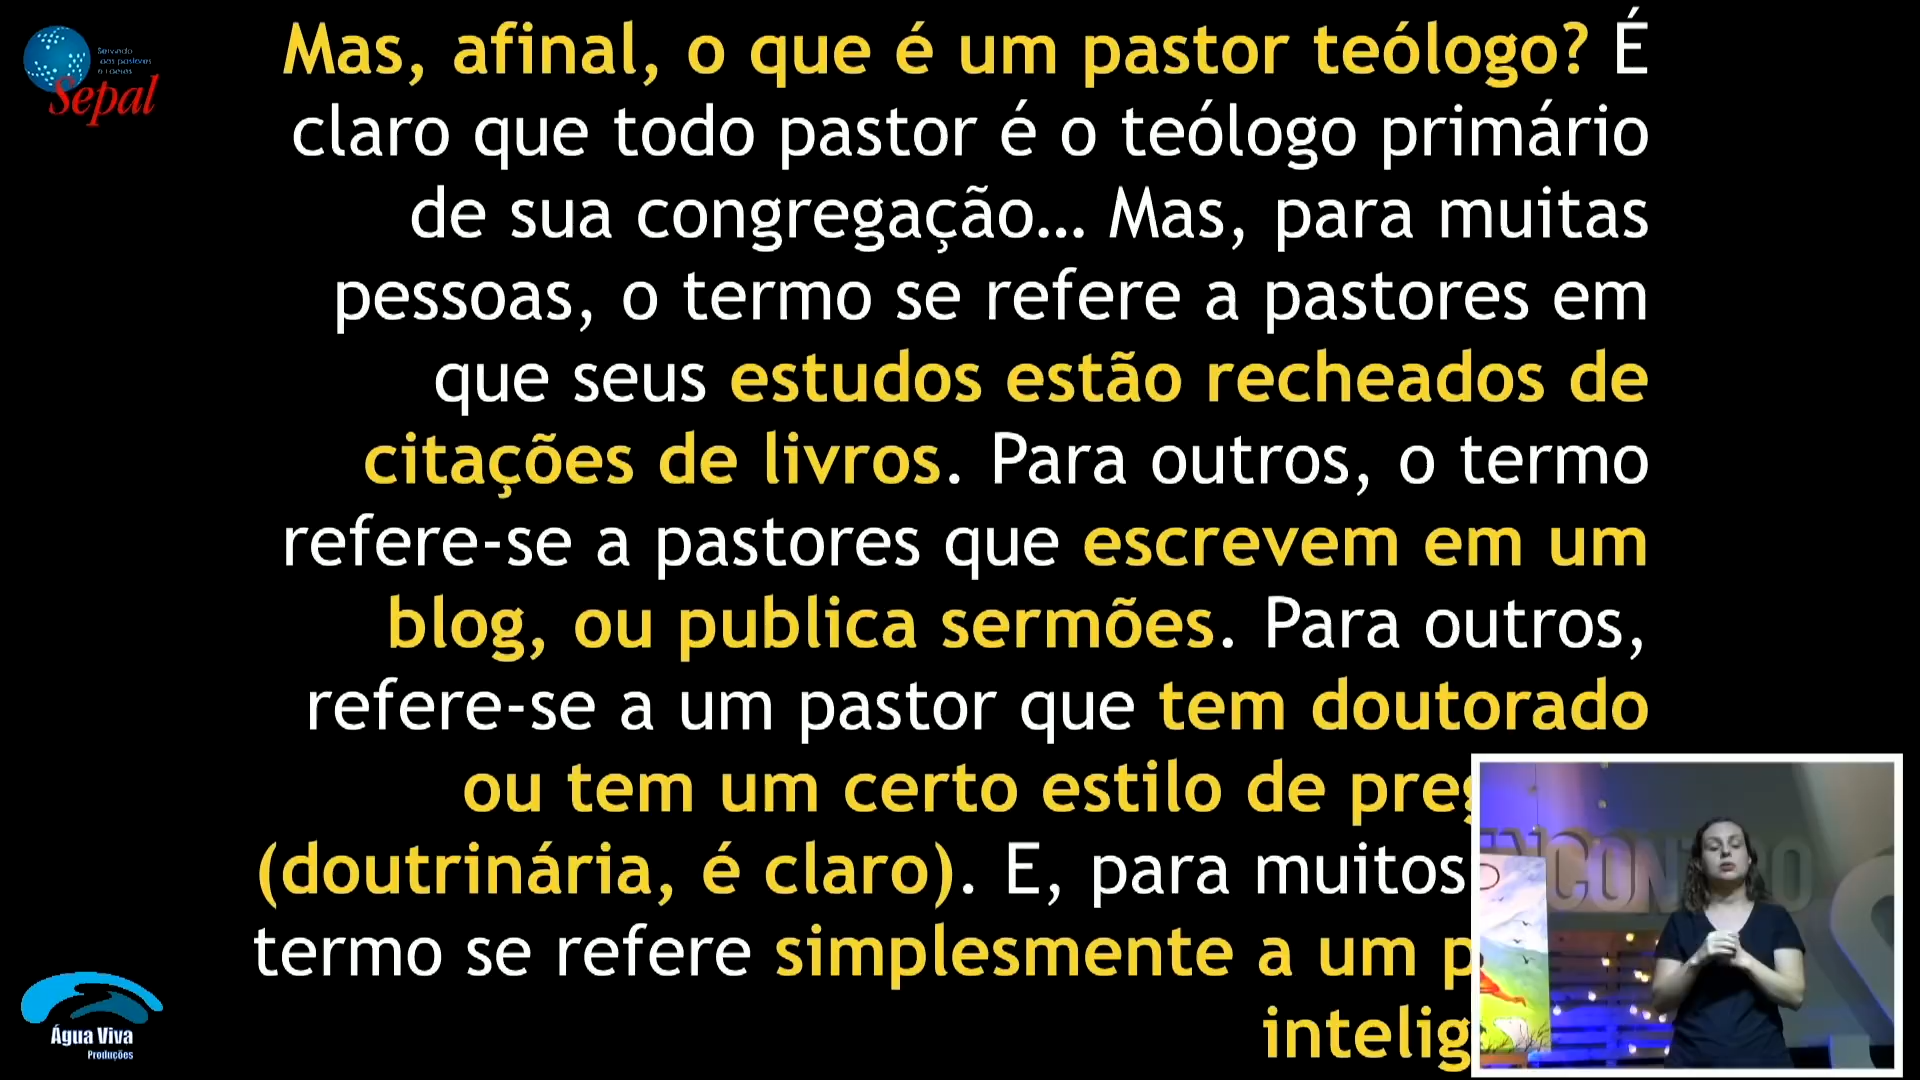 Mas, afinal, o que é um pastor teólogo? É
claro que todo pastor é o teólogo primário
de sua congregação... Mas, para muitas
pessoas, o termo se refere a pastores em
que seus estudos estão recheados de
citações de livros. Para outros, o termo
refere-se a pastores que escrevem em um
blog, ou publica sermões. Para outros,
refere-se a um pastor que tem doutorado
ou tem um certo estilo de
(doutrinária, é claro). E, para muitos
termo se refere simplesmente a um
Servindo
aos pastores
Sepal
Água Viva
Produções